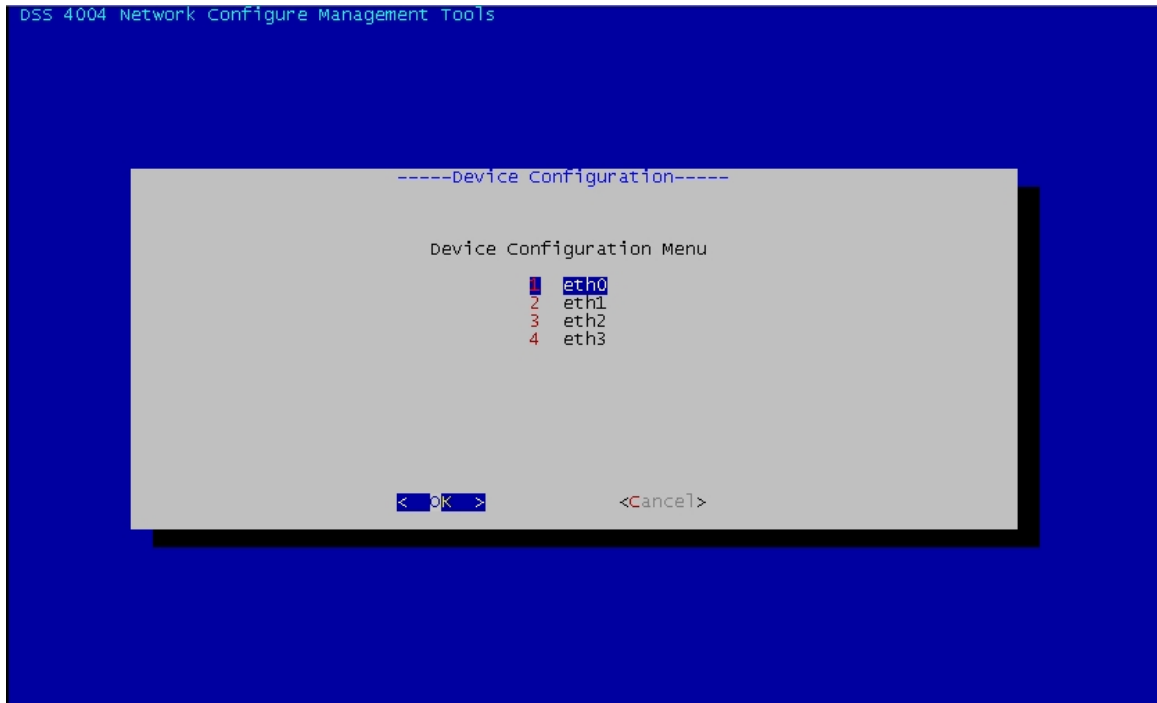 DSS 4004 Network Configure Management Tools
-----Device Configuration-----
Device Configuration Menu
1 eth0
2 eth1
3 eth2
4 eth3
< OK > <Cancel>